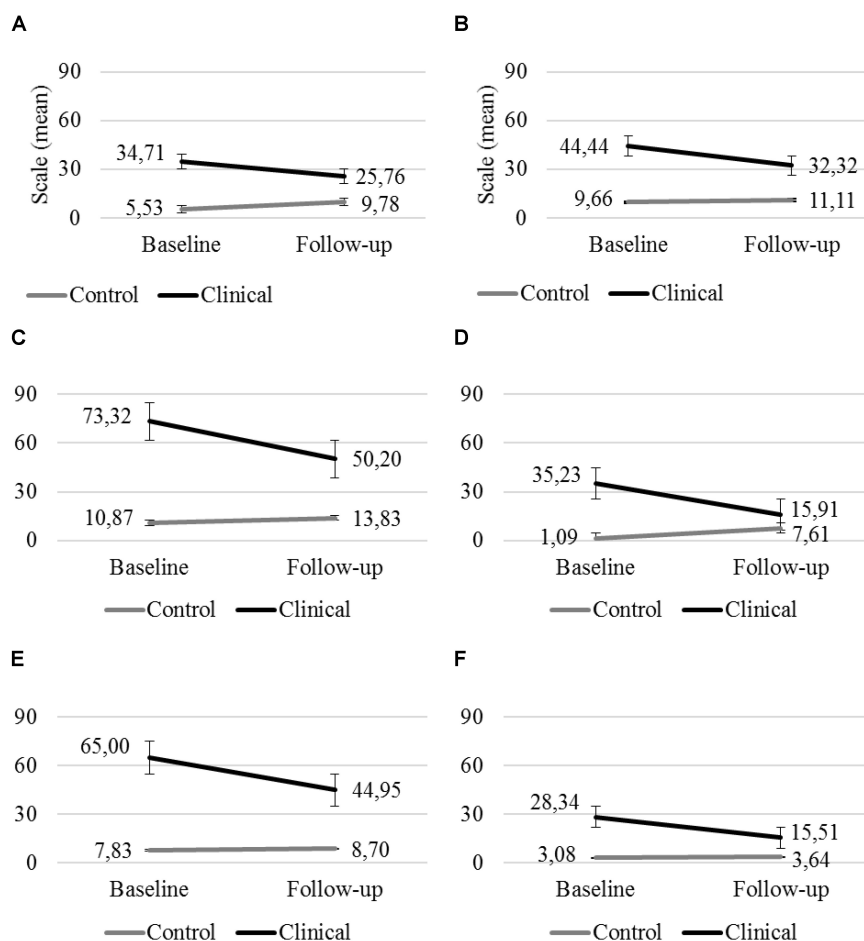 A
Scale (mean)
90
60
30
0
34,71
25,76
5,53
9,78
Baseline Follow-up
Control Clinical
B
Scale (mean)
90
60
30
0
44,44
32,32
9,66
11,11
Baseline Follow-up
Control Clinical
C
90
60
30
0
73,32
50,20
10,87
13,83
Baseline Follow-up
Control Clinical
D
90
60
30
0
35,23
15,91
1,09
7,61
Baseline Follow-up
Control Clinical
E
90
60
30
0
65,00
44,95
7,83
8,70
Baseline Follow-up
Control Clinical
F
90
60
30
0
28,34
15,51
3,08
3,64
Baseline Follow-up
Control Clinical